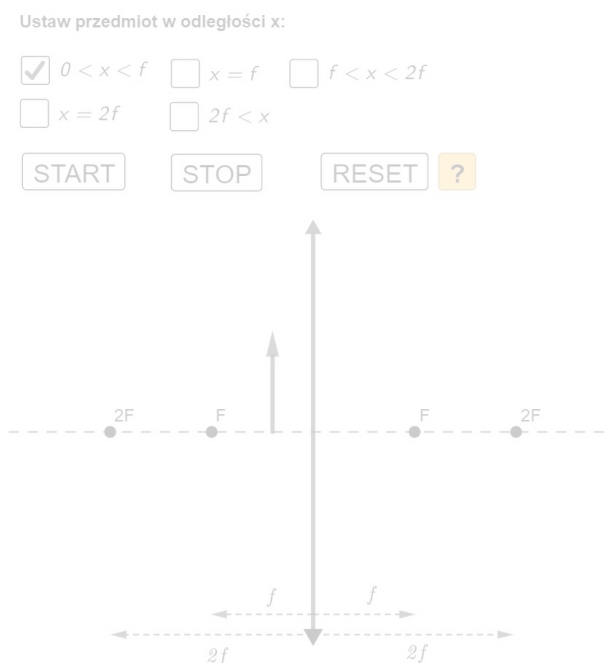 Ustaw przedmiot w odległości x:
0 < x < f x = f f < x < 2f
x = 2f 2f < x
START STOP RESET ?
2F F F 2F
f f
2f 2f